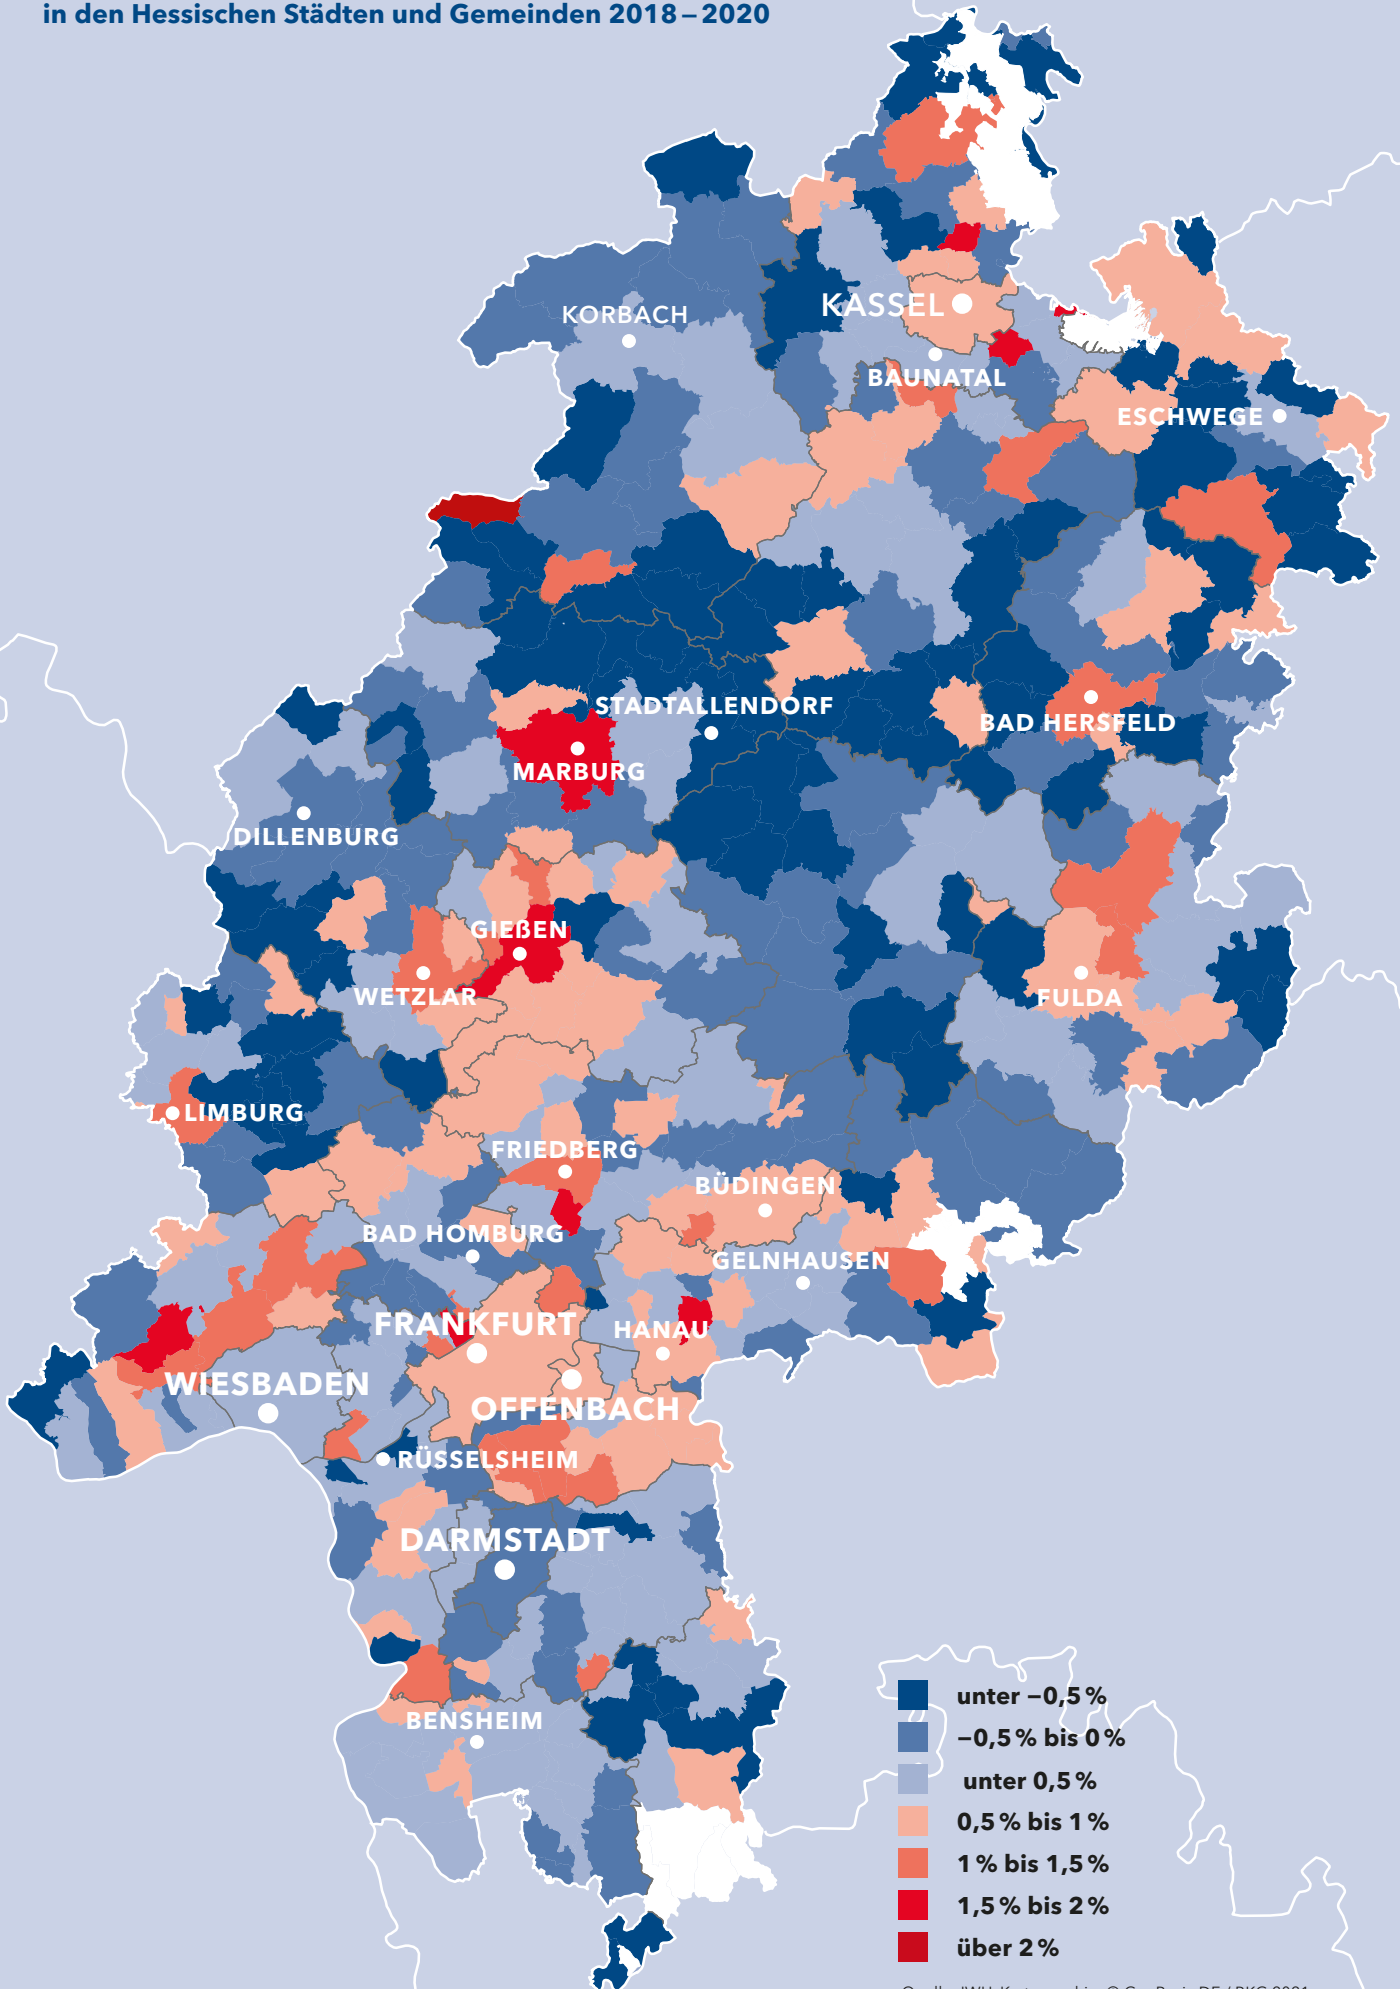 in den Hessischen Städten und Gemeinden 2018 – 2020
KASSEL
KORBACH
BAUNATAL
ESCHWEGE
STADTALLENDORF
BAD HERSFELD
MARBURG
DILLENBURG
GIEßEN
WETZLAR
FULDA
LIMBURG
FRIEDBERG
BÜDINGEN
BAD HOMBURG
GELNHAUSEN
FRANKFURT
HANAU
WIESBADEN
OFFENBACH
RÜSSELSHEIM
DARMSTADT
BENSHEIM
unter –0,5 %
–0,5 % bis 0 %
unter 0,5 %
0,5 % bis 1 %
1 % bis 1,5 %
1,5 % bis 2 %
über 2 %